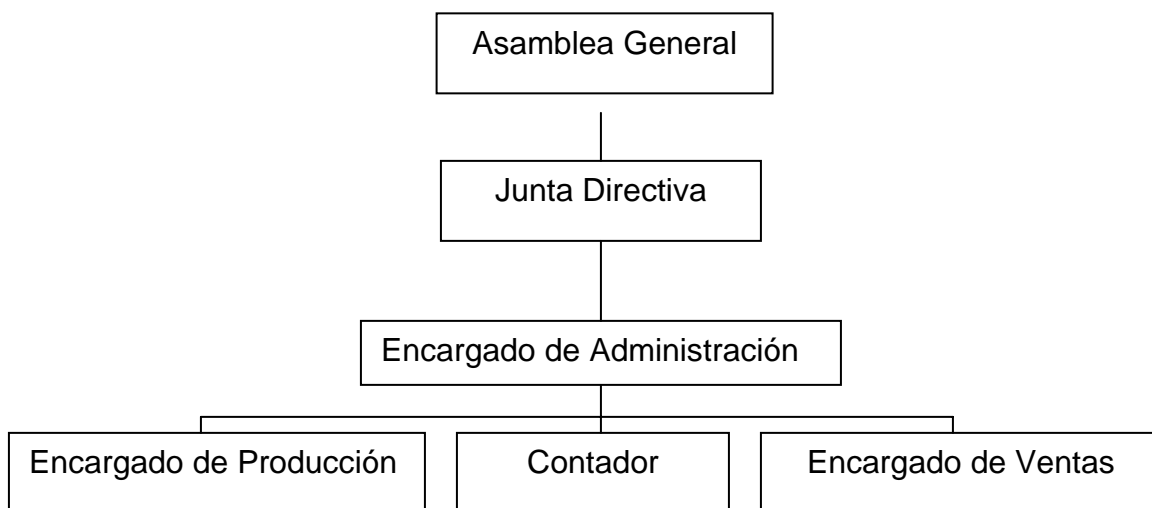 Asamblea General
Junta Directiva
Encargado de Administración
Encargado de Producción
Contador
Encargado de Ventas